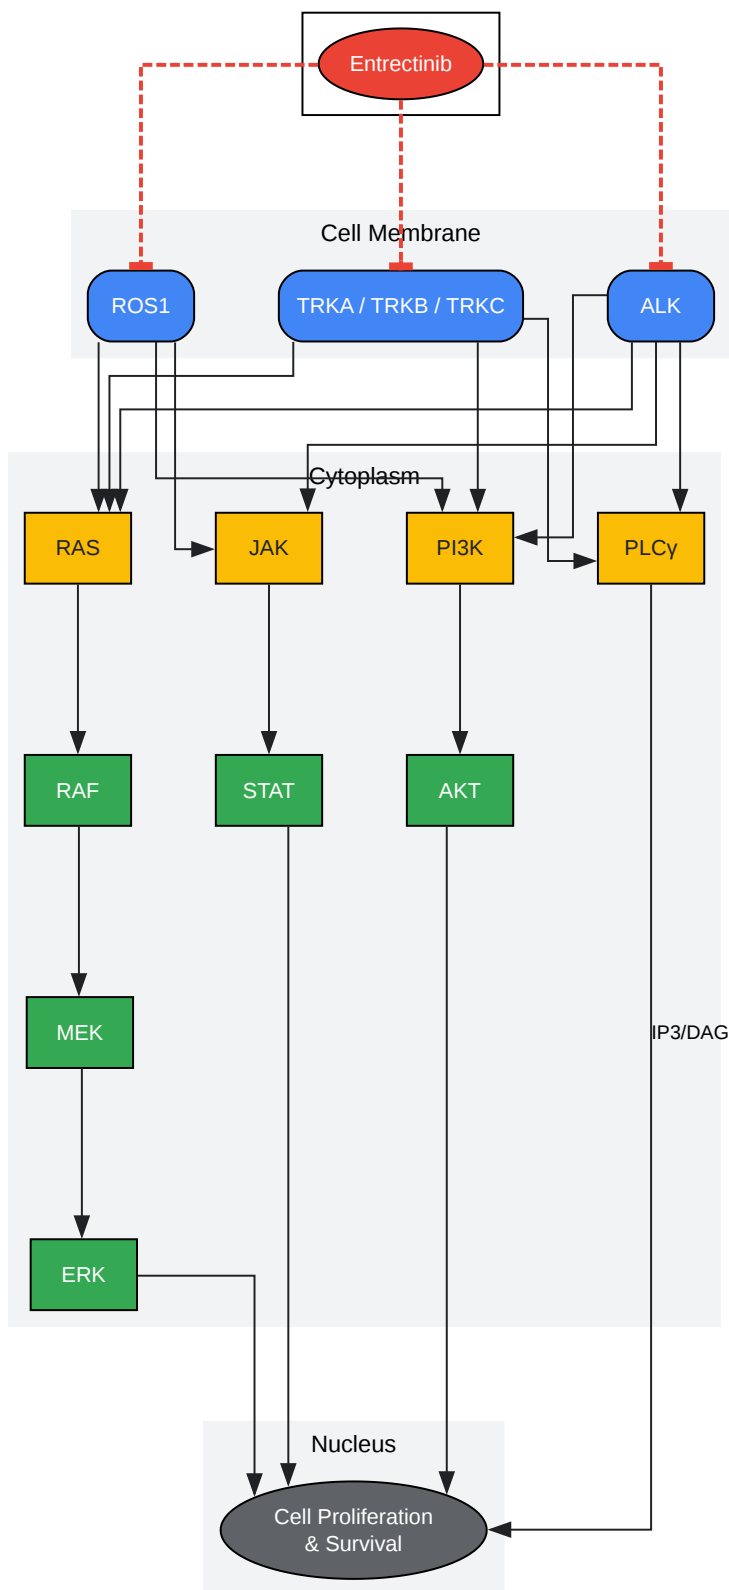 Entrectinib
Cell Membrane
ROS1
TRKA / TRKB / TRKC
ALK
Cytoplasm
RAS
JAK
PI3K
PLCγ
RAF
STAT
AKT
MEK
IP3/DAG
ERK
Nucleus
Cell Proliferation
& Survival